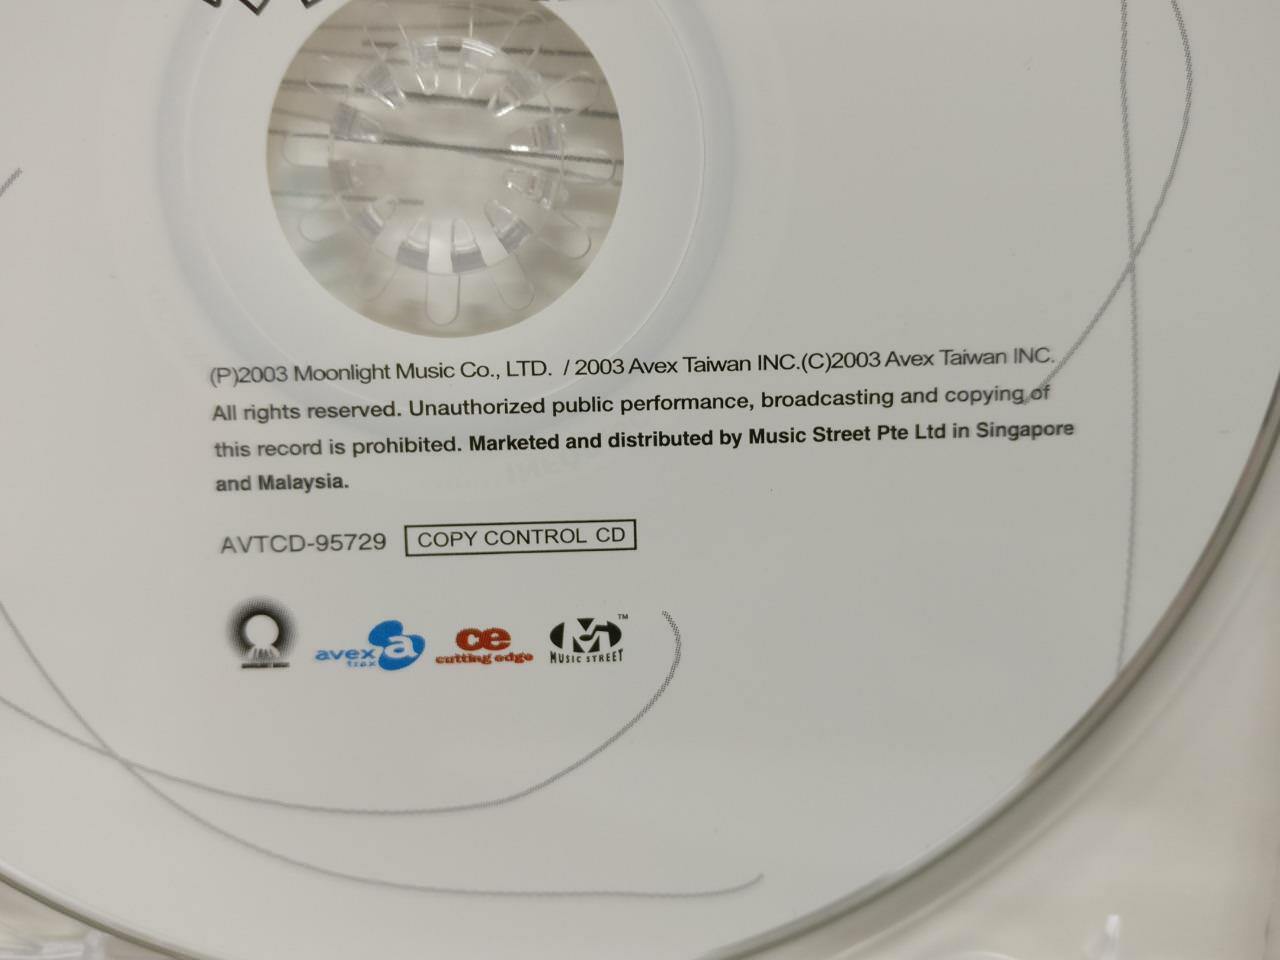 (P)2003 Moonlight Music Co., LTD. / 2003 Avex Taiwan INC.(C)2003 Avex Taiwan INC.
All rights reserved. Unauthorized public performance, broadcasting and copying of
this record is prohibited. Marketed and distributed by Music Street Pte Ltd in Singapore
and Malaysia.
AVTCD-95729 COPY CONTROL CD
avex trax a
ce cutting edge
MUSIC STREET ™